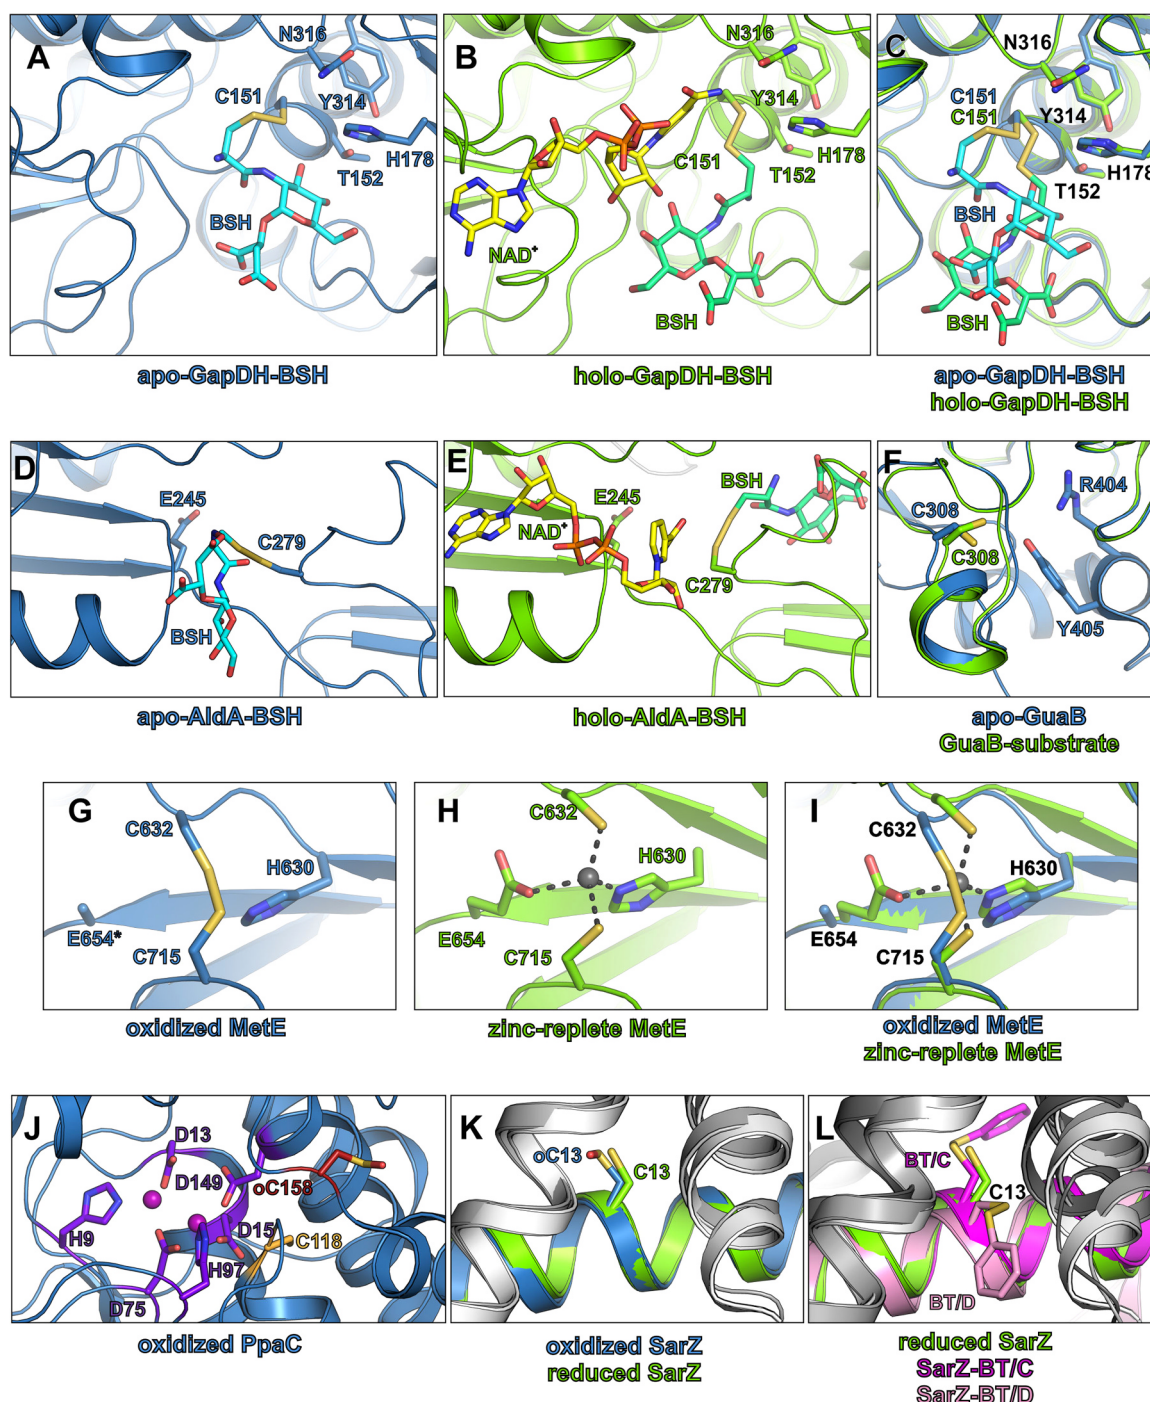 A
N316
C151
Y314
H178
T152
BSH
apo-GapDH-BSH
B
N316
Y314
C151
H178
T152
NAD+
BSH
holo-GapDH-BSH
C
N316
C151
C151
Y314
H178
T152
BSH
BSH
apo-GapDH-BSH
holo-GapDH-BSH
D
E245
C279
BSH
apo-AldA-BSH
E
BSH
E245
NAD+
C279
holo-AldA-BSH
F
R404
C308
C308
Y405
apo-GuaB
GuaB-substrate
G
C632
H630
E654*
C715
oxidized MetE
H
C632
H630
E654
C715
zinc-replete MetE
I
C632
H630
E654
C715
oxidized MetE
zinc-replete MetE
J
D13
D149
oC158
H9
D15
C118
H97
D75
oxidized PpaC
K
oC13
C13
oxidized SarZ
reduced SarZ
L
BT/C
C13
BT/D
reduced SarZ
SarZ-BT/C
SarZ-BT/D